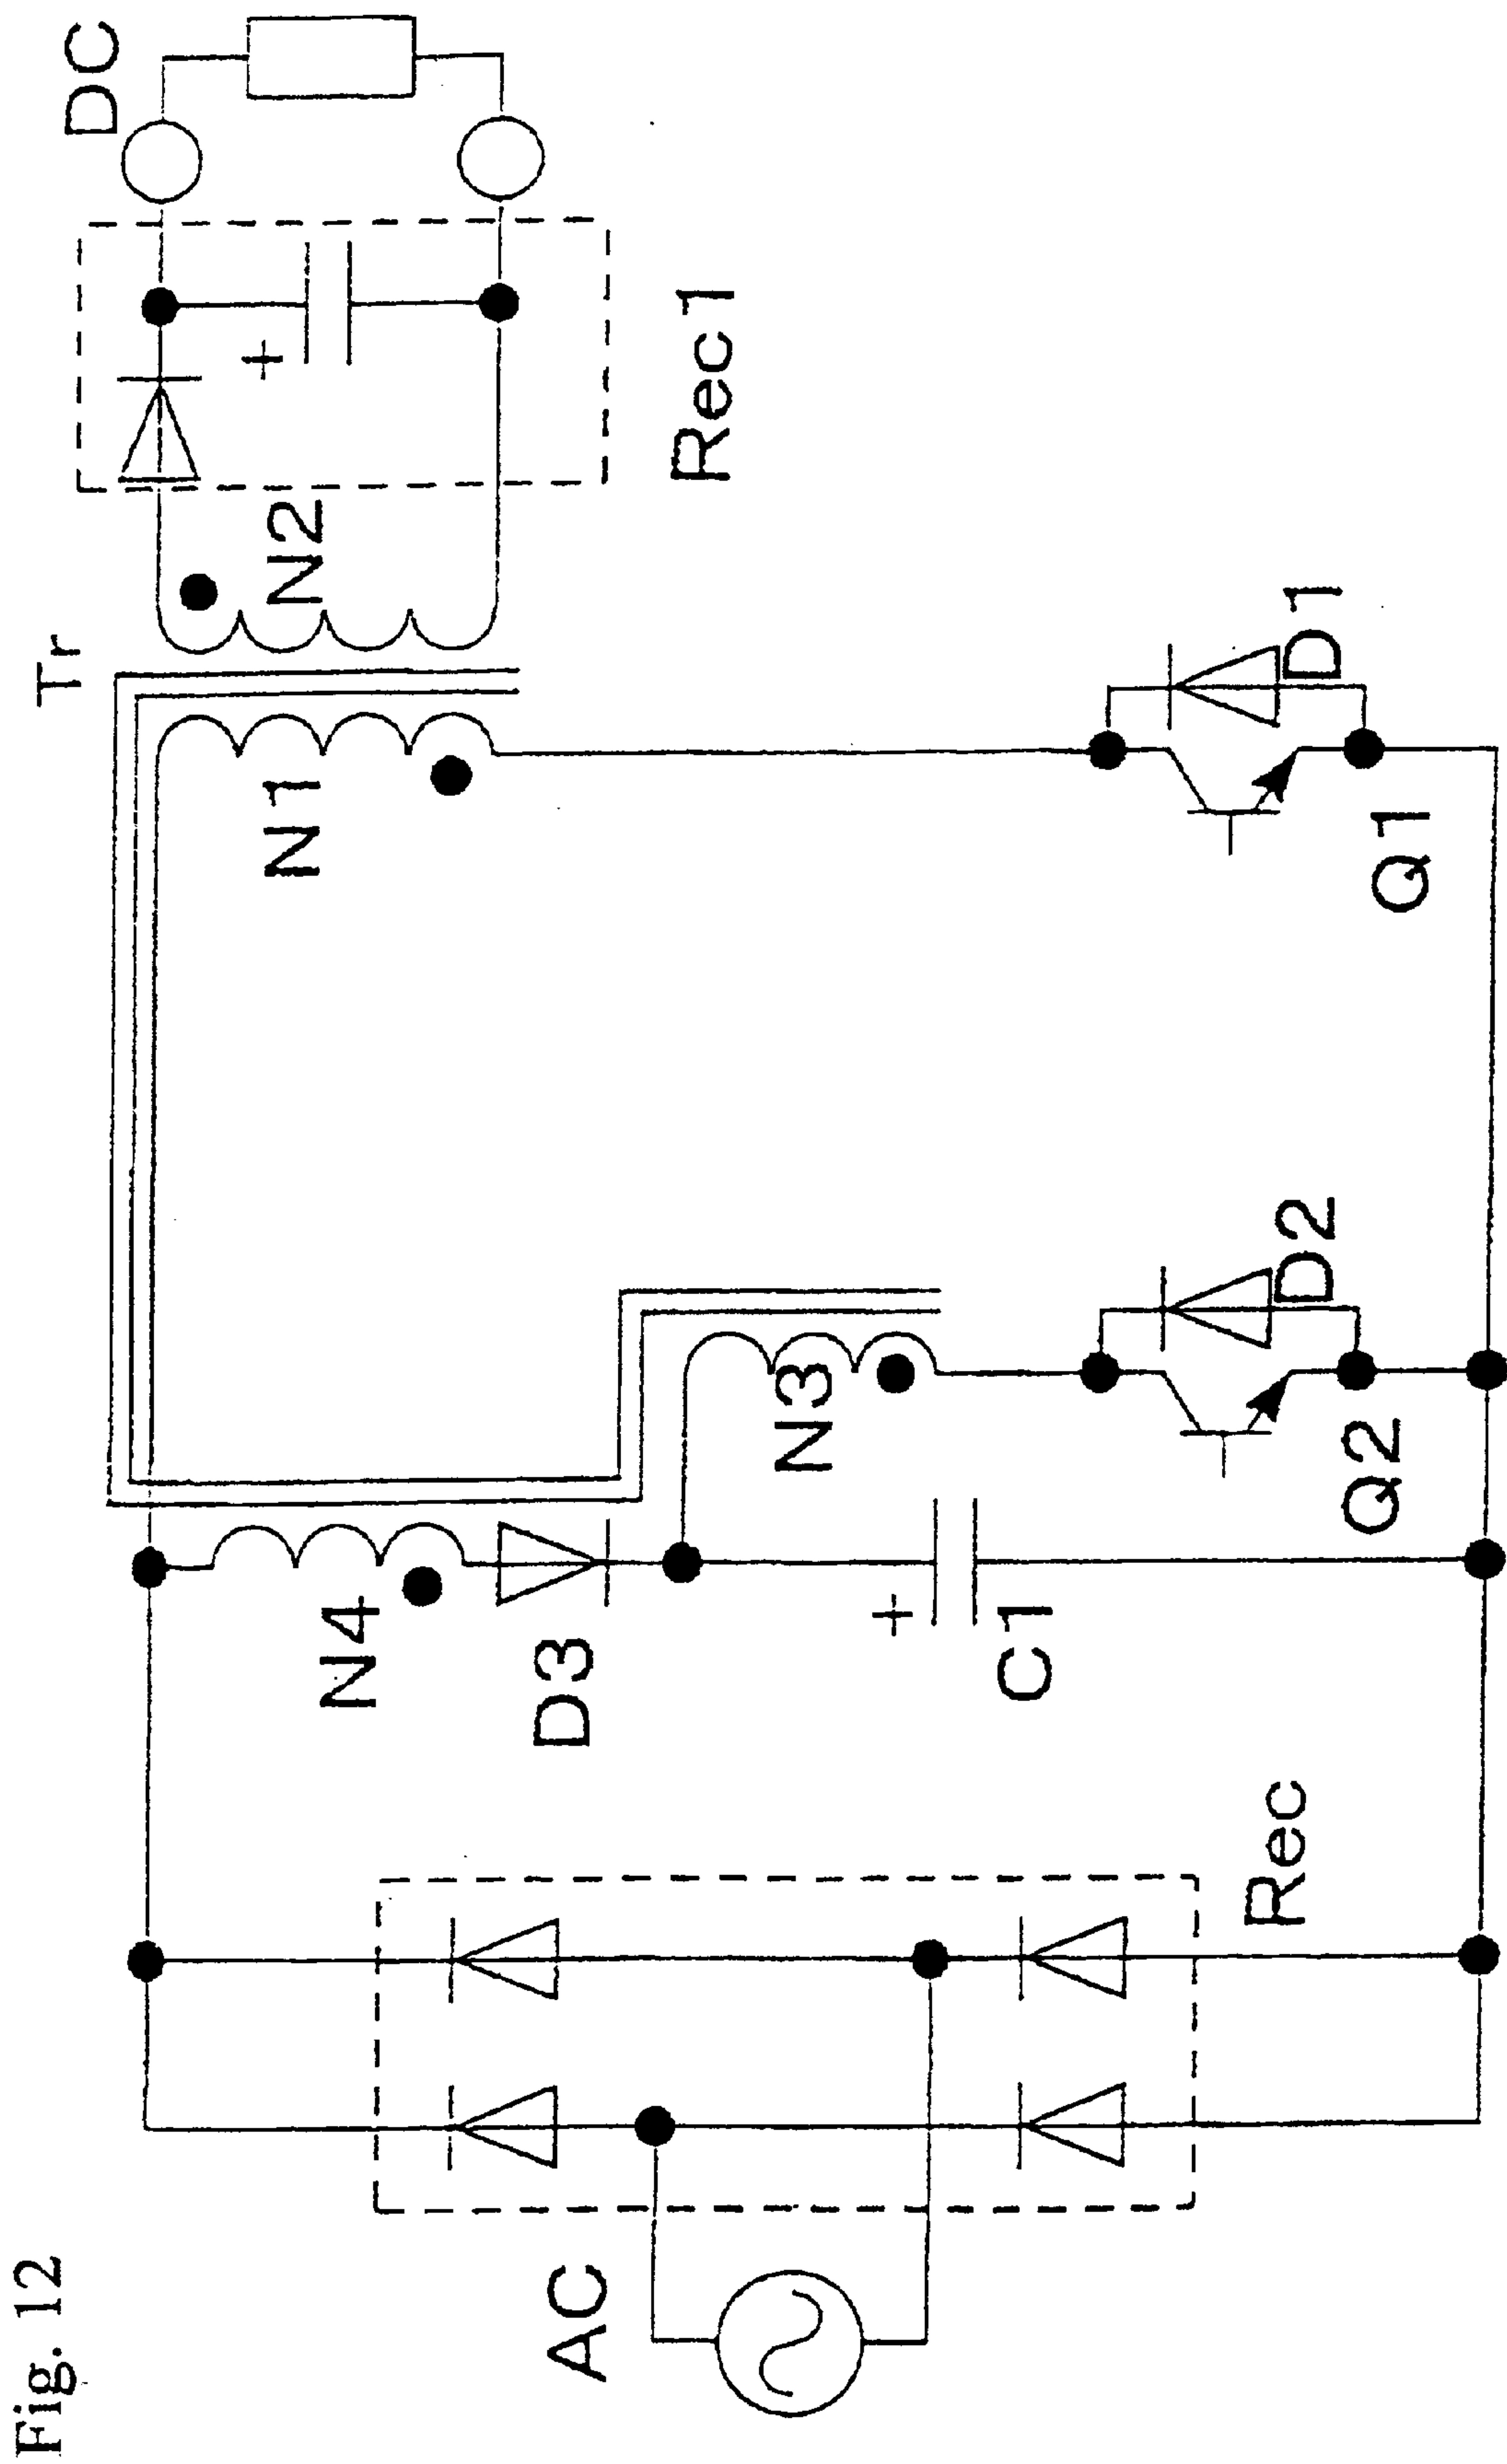 Fig. 12
Tr
DC
N1
N2
N4
D3
N3
Rec1
AC
C1
Rec
Q2
D2
Q1
D1
+
+